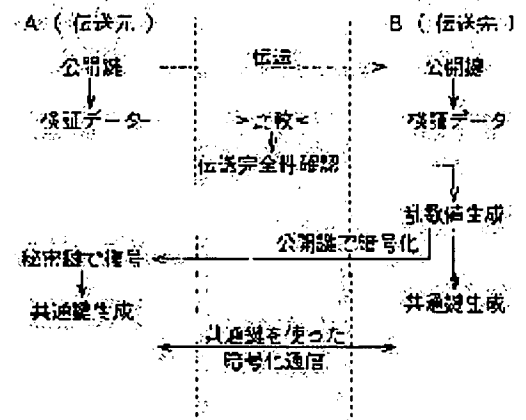 A（伝送元）
B（伝送先）
公開鍵
伝送
公開鍵
検証データ
比較
検証データ
伝送完全性確認
乱数値生成
公開鍵で暗号化
秘密鍵で復号
共通鍵生成
共通鍵生成
共通鍵を使った
暗号化通信